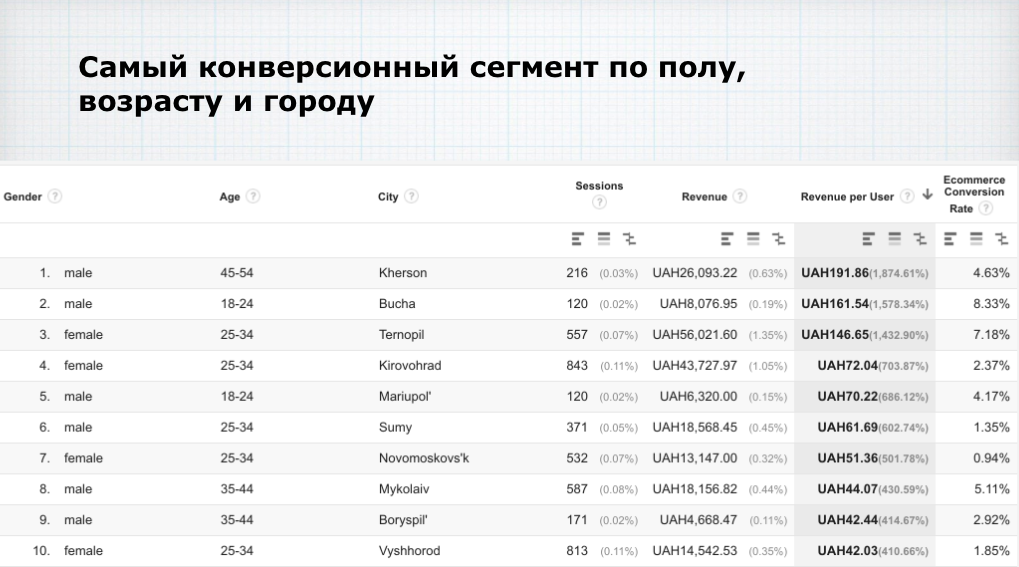 Самый конверсионный сегмент по полу,
возрасту и городу
Gender ? Age ? City ? Sessions ? Revenue ? Revenue per User ? Ecommerce Conversion Rate ?
1. male 45-54 Kherson 216 (0.03%) UAH26,093.22 (0.63%) UAH191.86(1,874.61%) 4.63%
2. male 18-24 Bucha 120 (0.02%) UAH8,076.95 (0.19%) UAH161.54(1,578.34%) 8.33%
3. female 25-34 Ternopil 557 (0.07%) UAH56,021.60 (1.35%) UAH146.65(1,432.90%) 7.18%
4. female 25-34 Kirovohrad 843 (0.11%) UAH43,727.97 (1.05%) UAH72.04(703.87%) 2.37%
5. male 18-24 Mariupol' 120 (0.02%) UAH6,320.00 (0.15%) UAH70.22(686.12%) 4.17%
6. male 25-34 Sumy 371 (0.05%) UAH18,568.45 (0.45%) UAH61.69(602.74%) 1.35%
7. female 25-34 Novomoskovs'k 532 (0.07%) UAH13,147.00 (0.32%) UAH51.36(501.78%) 0.94%
8. male 35-44 Mykolaiv 587 (0.08%) UAH18,156.82 (0.44%) UAH44.07(430.59%) 5.11%
9. male 35-44 Boryspil' 171 (0.02%) UAH4,668.47 (0.11%) UAH42.44(414.67%) 2.92%
10. female 25-34 Vyshhorod 813 (0.11%) UAH14,542.53 (0.35%) UAH42.03(410.66%) 1.85%